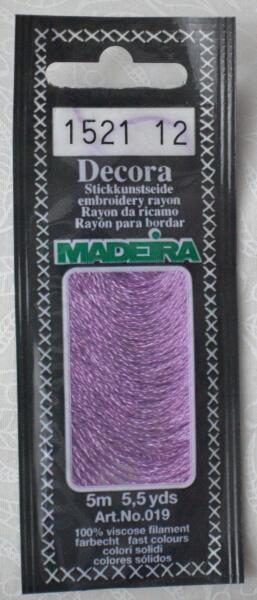 1521 12
Decora
Stickkunstseide
embroidery rayon
Rayon da ricamo
Rayón para bordar
MADEIRA
5m 5,5 yds
Art.No.019
100% viscose filament
farbecht fast colours
colori solidi
colores sólidos